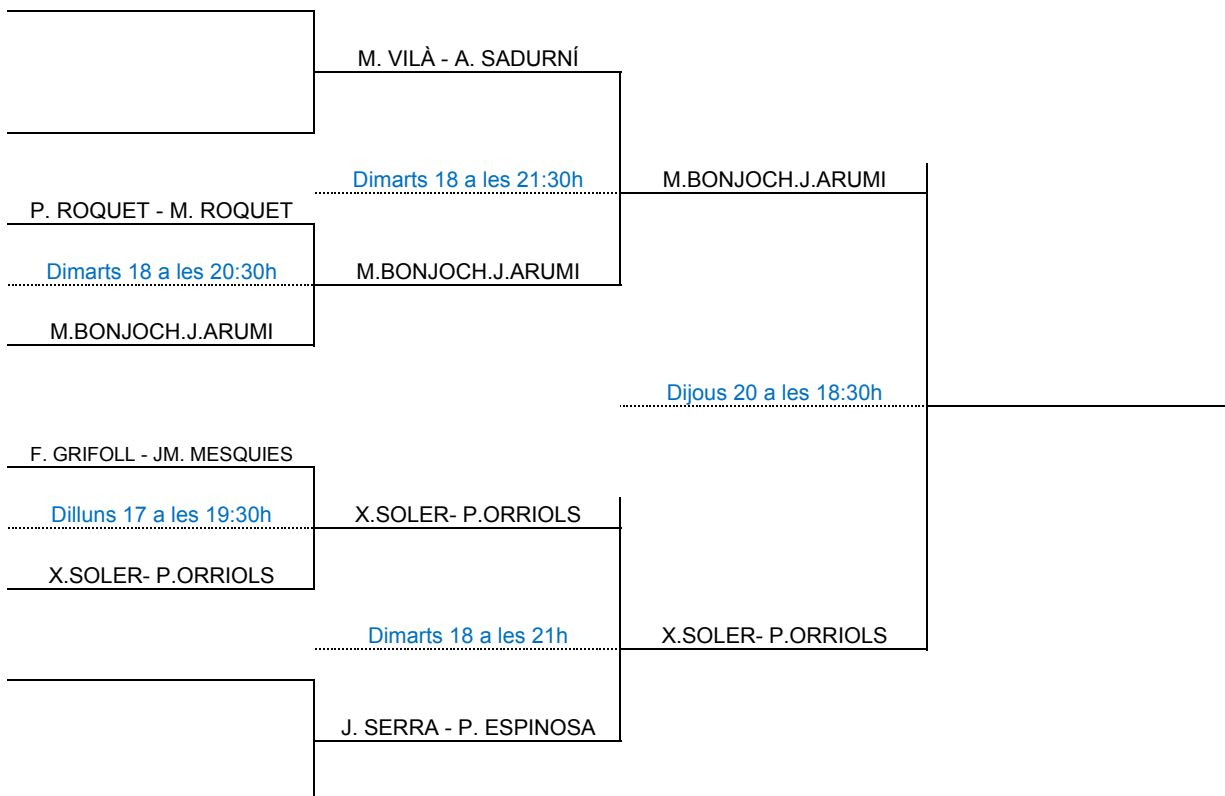 M. VILÀ - A. SADURNÍ
Dimarts 18 a les 21:30h
M.BONJOCH.J.ARUMI
P. ROQUET - M. ROQUET
Dimarts 18 a les 20:30h
M.BONJOCH.J.ARUMI
M.BONJOCH.J.ARUMI
Dijous 20 a les 18:30h
F. GRIFOLL - JM. MESQUIES
Dilluns 17 a les 19:30h
X.SOLER- P.ORRIOLS
X.SOLER- P.ORRIOLS
Dimarts 18 a les 21h
X.SOLER- P.ORRIOLS
J. SERRA - P. ESPINOSA